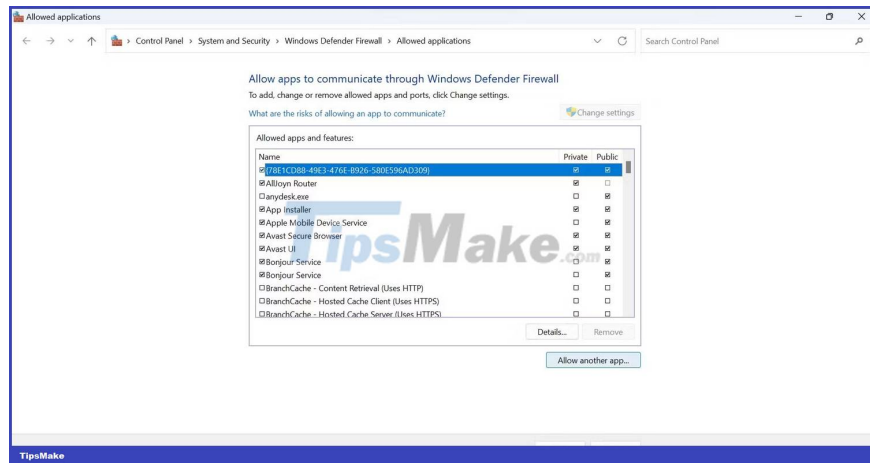 Allowed applications
Control Panel > System and Security > Windows Defender Firewall > Allowed applications
Search Control Panel
Allow apps to communicate through Windows Defender Firewall
To add, change or remove allowed apps and ports, click Change settings.
What are the risks of allowing an app to communicate?
Change settings
Allowed apps and features:
Name Private Public
{78E1CD88-49E3-476E-B926-580E596AD309}
AllJoyn Router
anydesk.exe
App Installer
Apple Mobile Device Service
Avast Secure Browser
Avast UI
Bonjour Service
Bonjour Service
BranchCache - Content Retrieval (Uses HTTP)
BranchCache - Hosted Cache Client (Uses HTTPS)
BranchCache - Hosted Cache Server (Uses HTTPS)
TipsMake.com
Details... Remove
Allow another app...
TipsMake